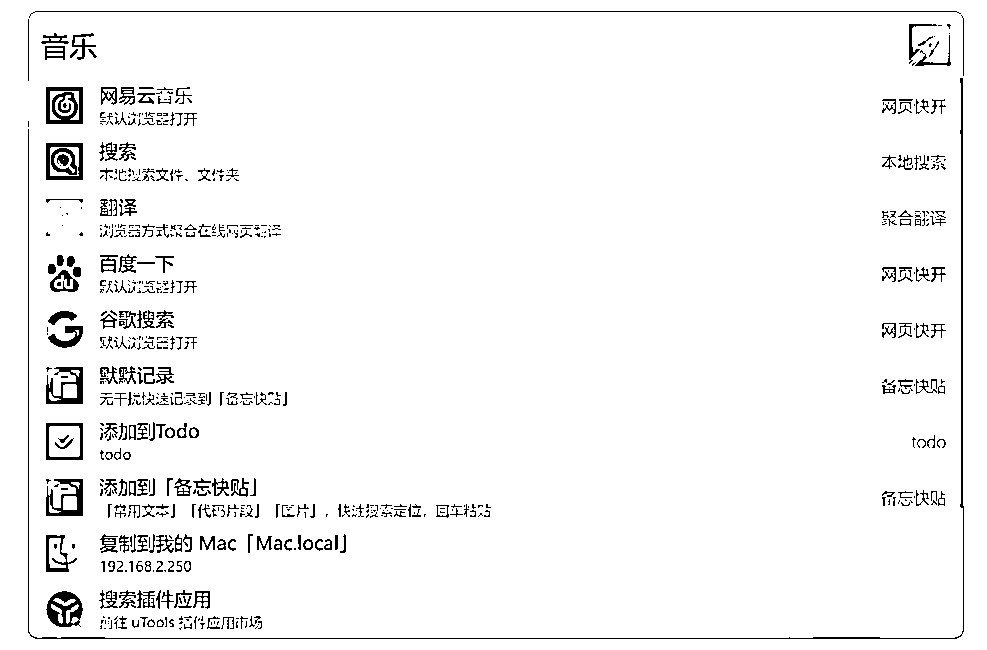 音乐
网易云音乐
网页快开
默认浏览器打开
搜索
本地搜索
本地搜索文件、文件夹
翻译
聚合翻译
浏览器方式聚合在线网页翻译
百度一下
网页快开
du
默认浏览器打开
谷歌搜索
网页快开
默认浏览器打开
默默记录
备忘快贴
无干扰快速记录到「备忘快贴」
添加到Todo
todo
todo
添加到「备忘快贴」
备忘快贴
「常用文本」「代码片段」「图片」，快速搜索定位，回车粘贴
复制到我的 Mac「Mac.local」
192.168.2.250
搜索插件应用
前往 uTools 插件应用市场